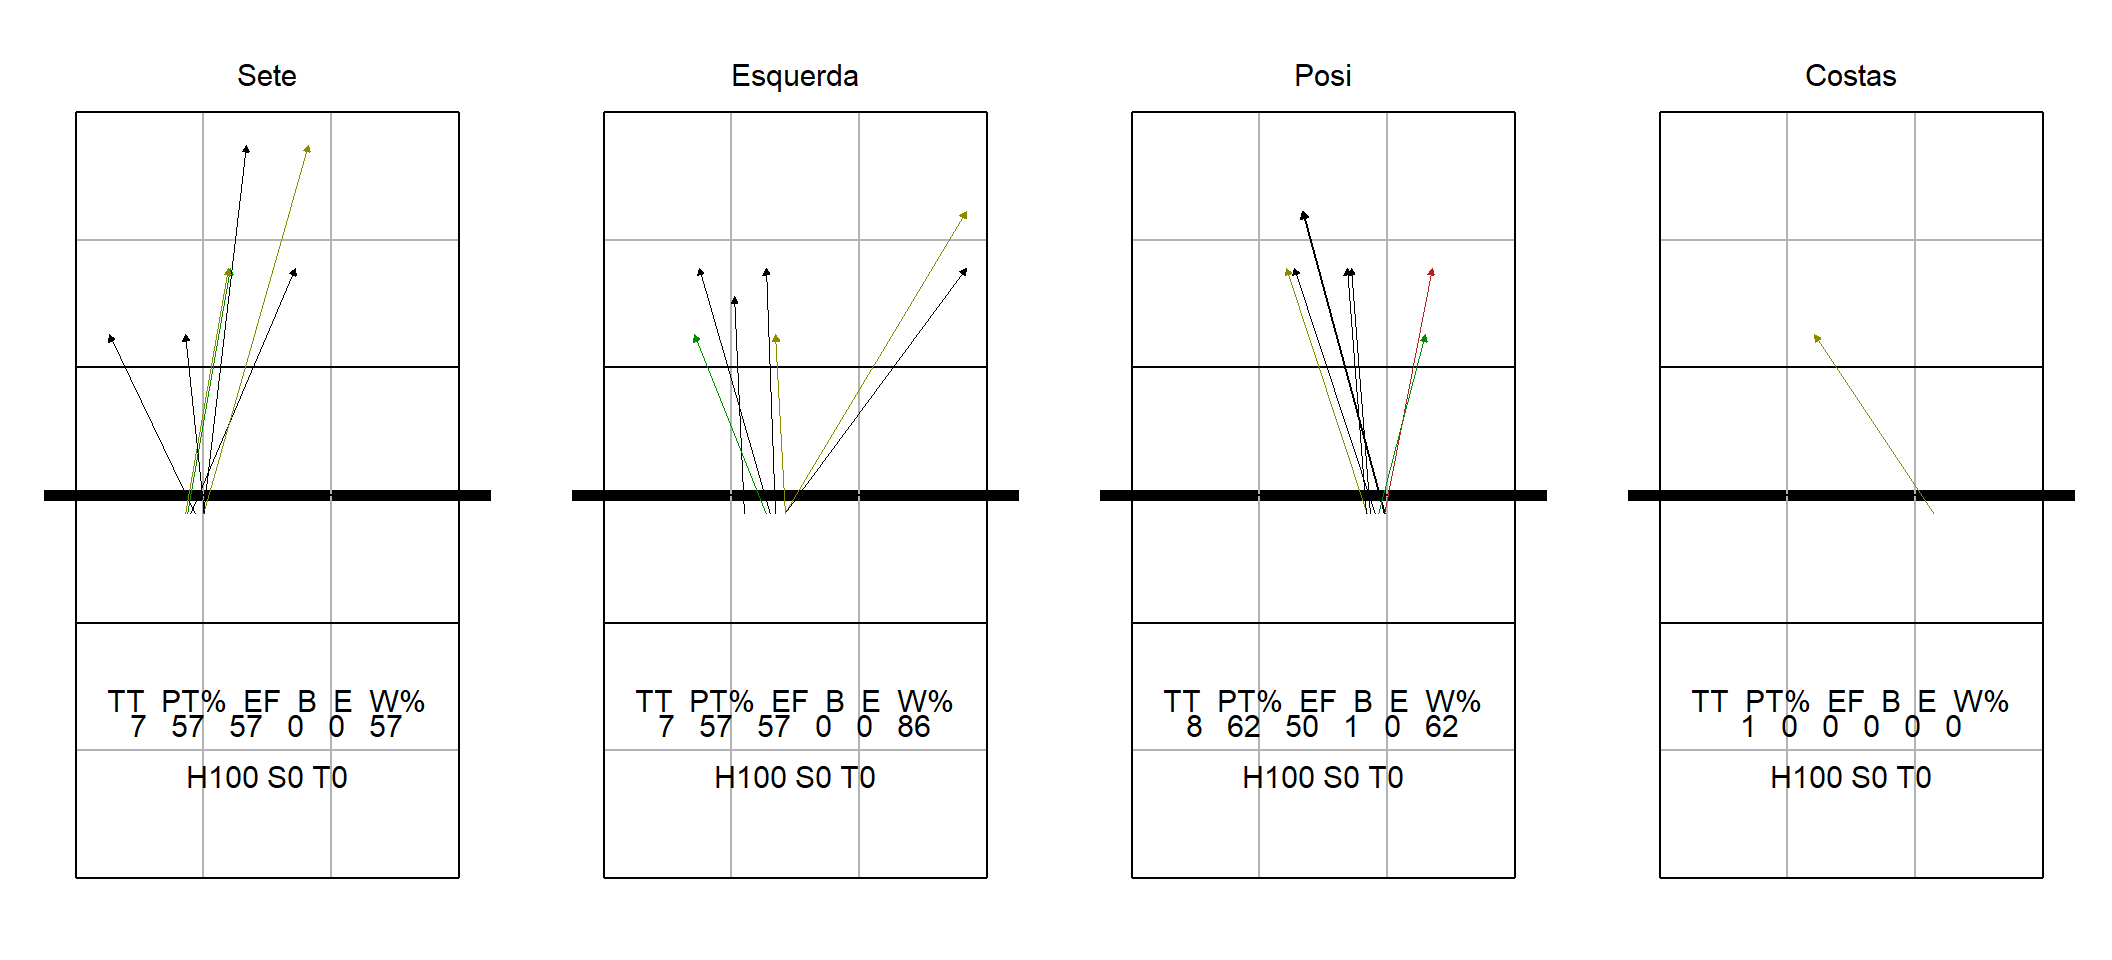 Sete
Esquerda
Posi
Costas
TT PT% EF B E W%
7 57 57 0 0 57
H100 S0 T0
TT PT% EF B E W%
7 57 57 0 0 86
H100 S0 T0
TT PT% EF B E W%
8 62 50 1 0 62
H100 S0 T0
TT PT% EF B E W%
1 0 0 0 0 0
H100 S0 T0